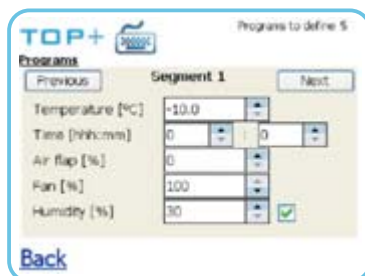 TOP+
Programs to define 5
Programs
Previous Segment 1 Next
Temperature [ºC] -10.0
Time [hhh:mm] 0 : 0
Air flap [%] 0
Fan [%] 100
Humidity [%] 30
Back